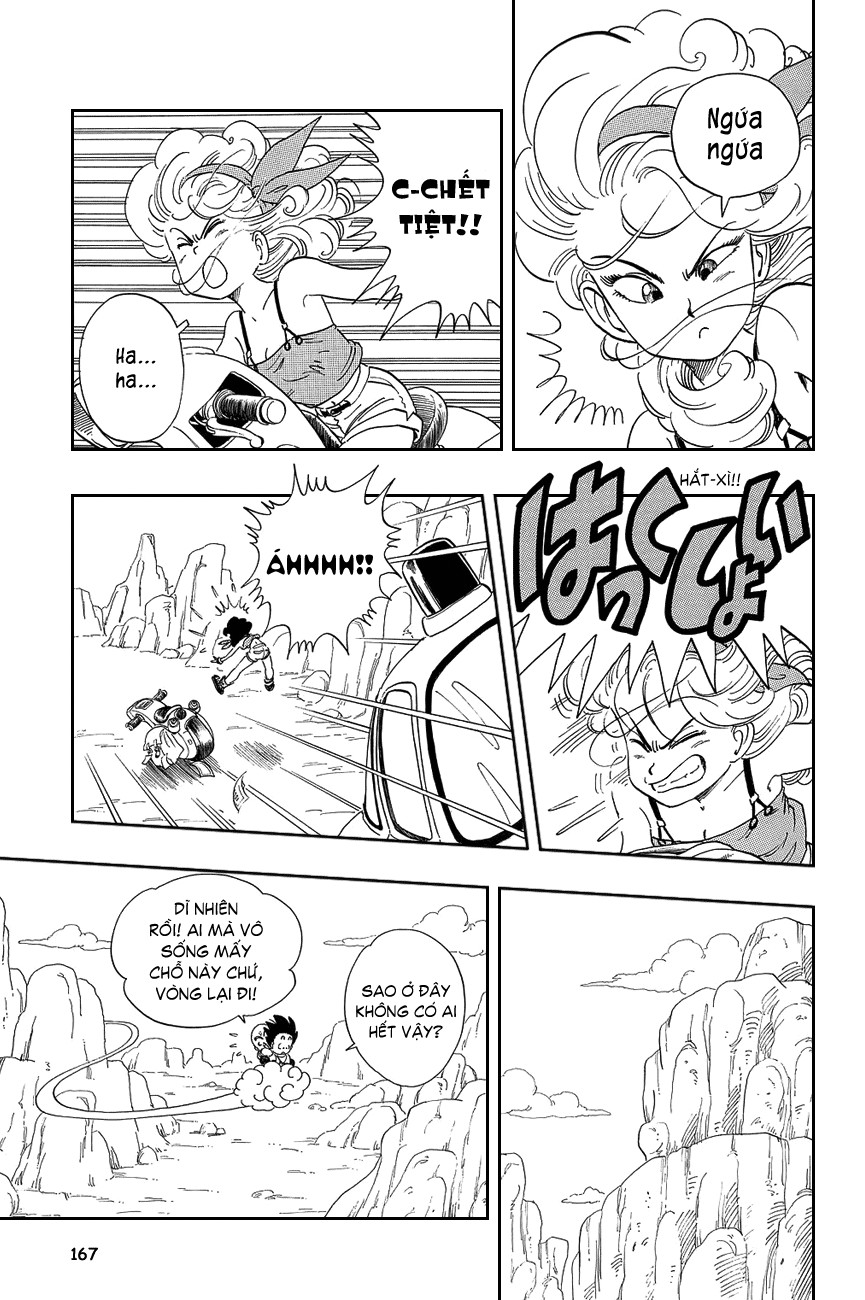 Ngứa
ngứa
C-CHẾT
TIỆT!!
Ha...
ha...
HẮT-XÌ!!
はっくしょい
ÁHHHH!!
SAO Ở ĐÂY
KHÔNG CÓ AI
HẾT VẬY?
DĨ NHIÊN
RỒI! AI MÀ VÔ
SỐNG MẤY
CHỖ NÀY CHỨ,
VÒNG LẠI ĐI!
167